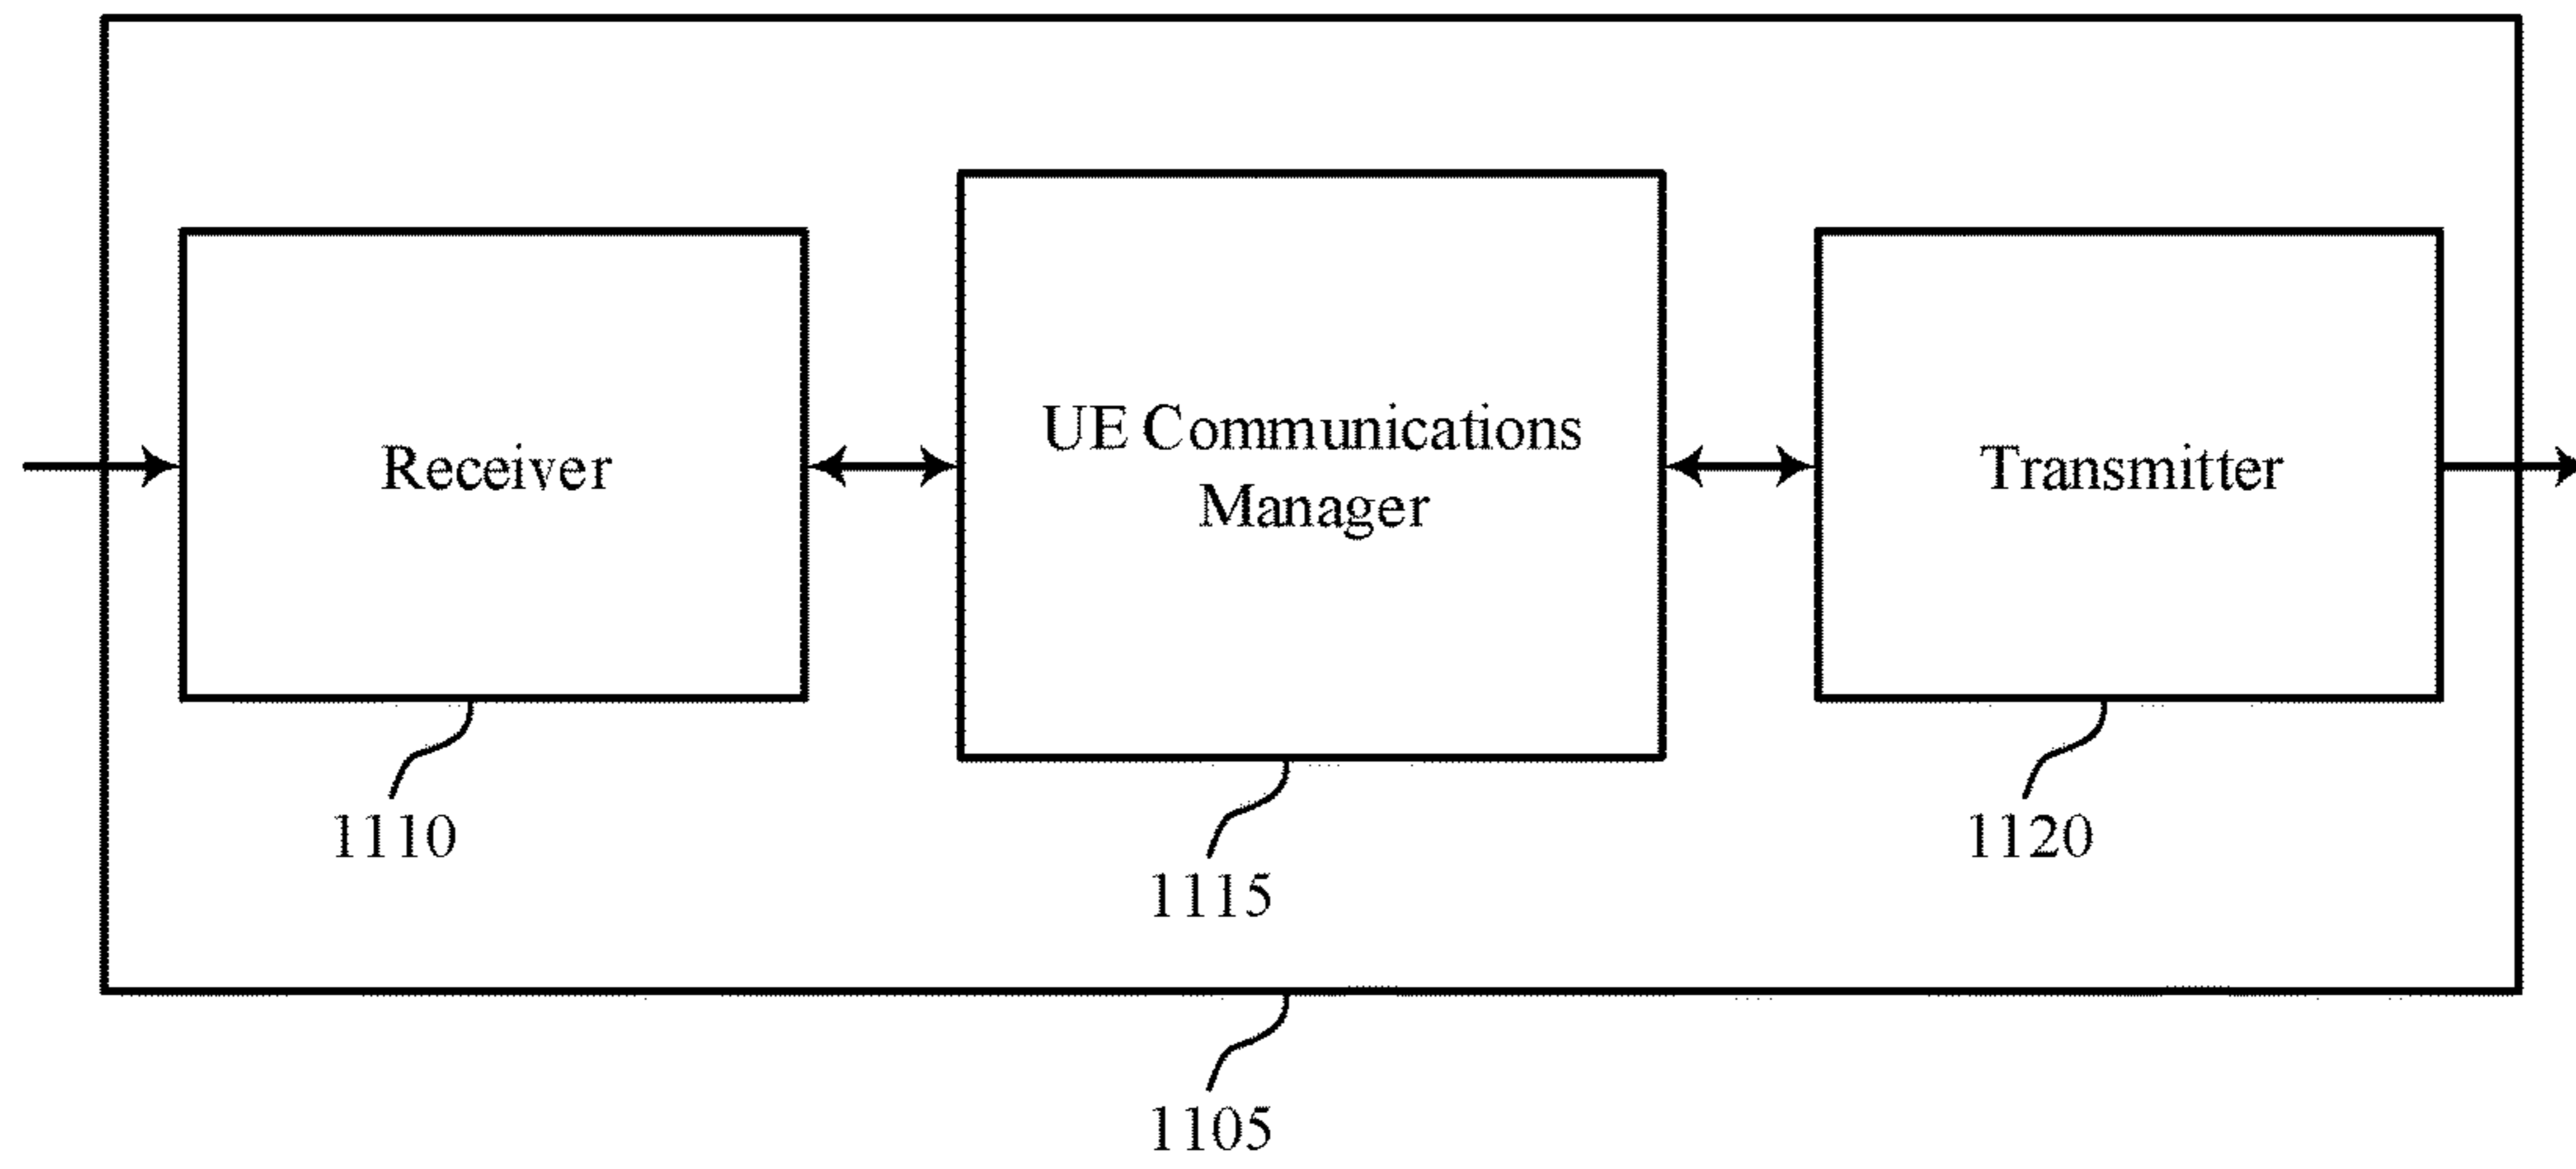 Receiver
UE Communications
Manager
Transmitter
1110
1115
1120
1105